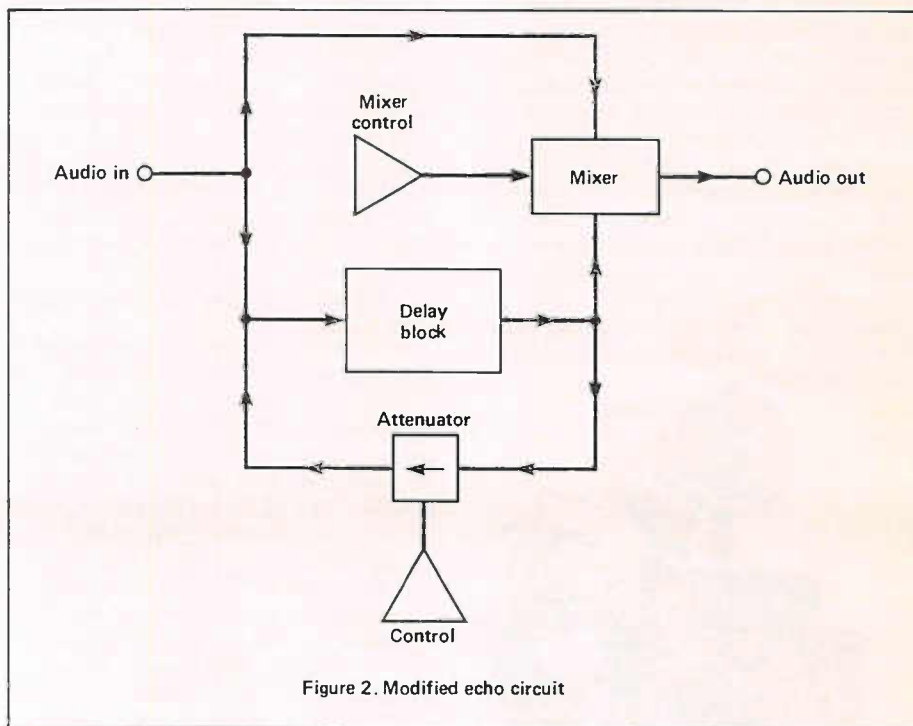 Mixer
control
Audio in
Mixer
Audio out
Delay
block
Attenuator
Control
Figure 2. Modified echo circuit